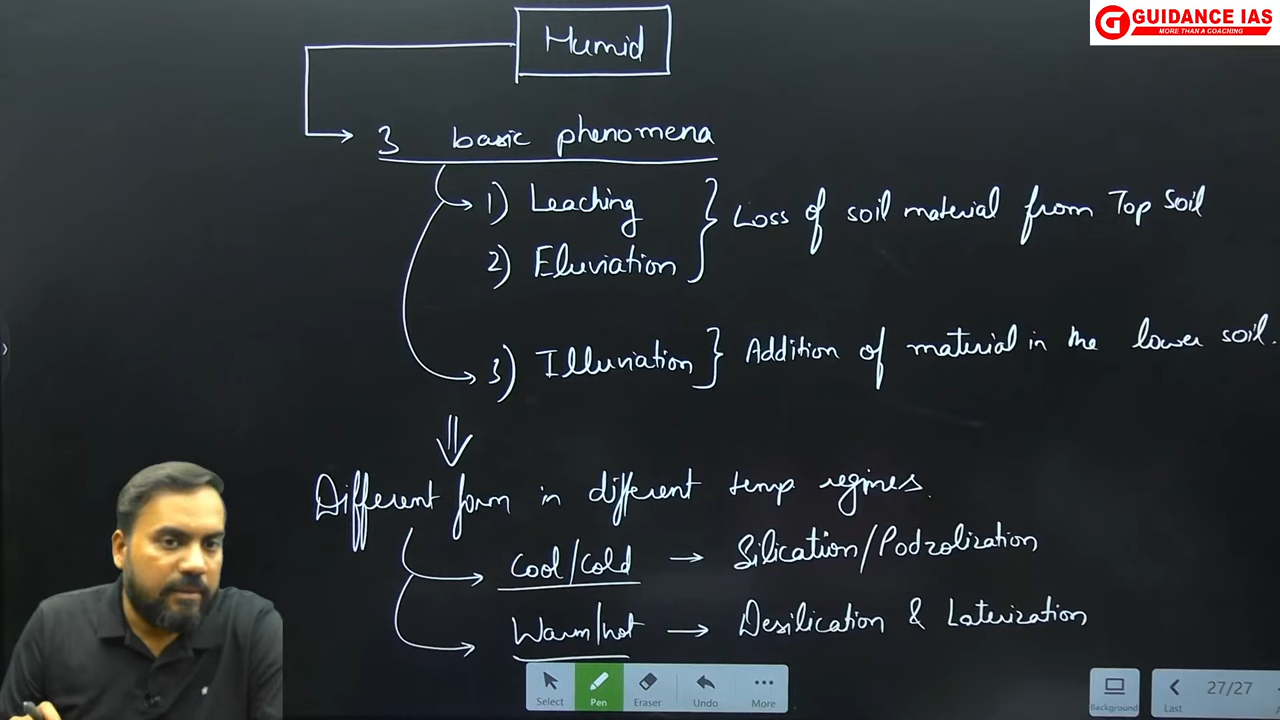 GUIDANCE IAS
MORE THAN A COACHING
Humid
3 basic phenomena
1) Leaching
2) Eluviation
Loss of soil material from Top soil
3) Illuviation
Addition of material in the lower soil.
Different form in different temp regimes.
Cool/Cold → Silication/Podzolization
Warm/hot → Desilication & Laterization
Select
Pen
Eraser
Undo
More
Background
Last
27/27